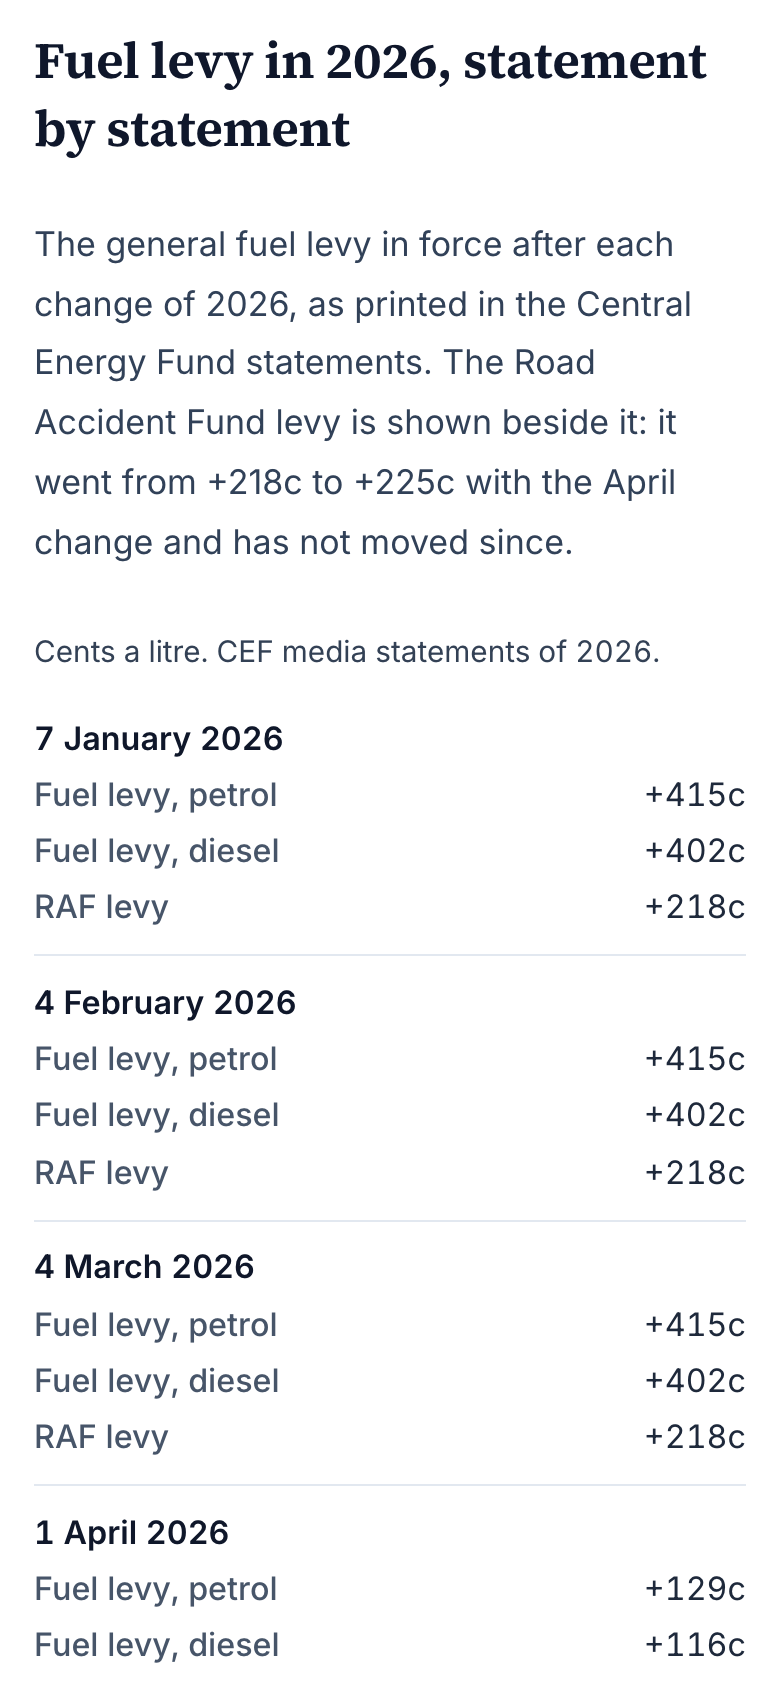 Fuel levy in 2026, statement
by statement
The general fuel levy in force after each
change of 2026, as printed in the Central
Energy Fund statements. The Road
Accident Fund levy is shown beside it: it
went from +218c to +225c with the April
change and has not moved since.
Cents a litre. CEF media statements of 2026.
7 January 2026
Fuel levy, petrol +415c
Fuel levy, diesel +402c
RAF levy +218c
4 February 2026
Fuel levy, petrol +415c
Fuel levy, diesel +402c
RAF levy +218c
4 March 2026
Fuel levy, petrol +415c
Fuel levy, diesel +402c
RAF levy +218c
1 April 2026
Fuel levy, petrol +129c
Fuel levy, diesel +116c